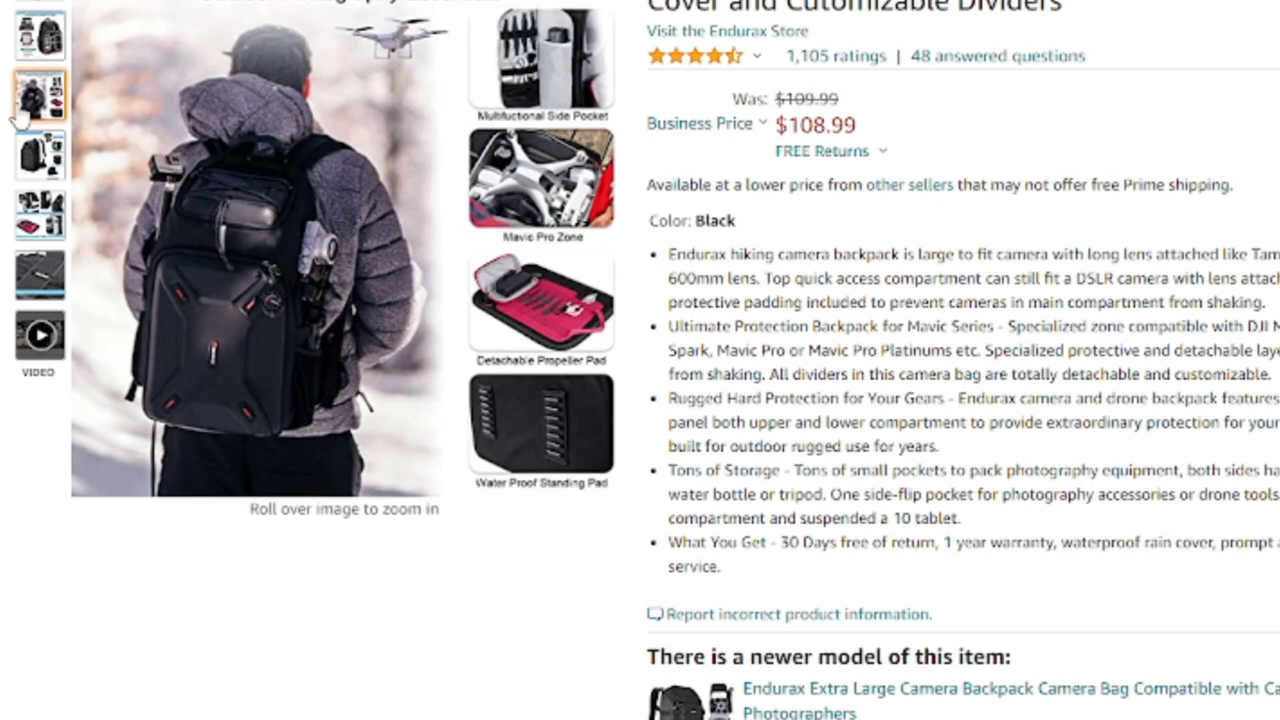 Cover and Cutomizable Dividers
Visit the Endurax Store
1,105 ratings | 48 answered questions
Was: $109.99
Business Price $108.99
FREE Returns
Available at a lower price from other sellers that may not offer free Prime shipping.
Color: Black
Endurax hiking camera backpack is large to fit camera with long lens attached like Tam
600mm lens. Top quick access compartment can still fit a DSLR camera with lens attach
protective padding included to prevent cameras in main compartment from shaking.
Ultimate Protection Backpack for Mavic Series - Specialized zone compatible with DJI
Spark, Mavic Pro or Mavic Pro Platinums etc. Specialized protective and detachable laye
from shaking. All dividers in this camera bag are totally detachable and customizable.
Rugged Hard Protection for Your Gears - Endurax camera and drone backpack features
panel both upper and lower compartment to provide extraordinary protection for your
built for outdoor rugged use for years.
Tons of Storage - Tons of small pockets to pack photography equipment, both sides ha
water bottle or tripod. One side-flip pocket for photography accessories or drone tools
compartment and suspended a 10 tablet.
What You Get - 30 Days free of return, 1 year warranty, waterproof rain cover, prompt
service.
Report incorrect product information.
There is a newer model of this item:
Endurax Extra Large Camera Backpack Camera Bag Compatible with Ca
Photographers
Multifuctional Side Pocket
Mavic Pro Zone
Detachable Propeller Pad
Water Proof Standing Pad
Roll over image to zoom in
VIDEO